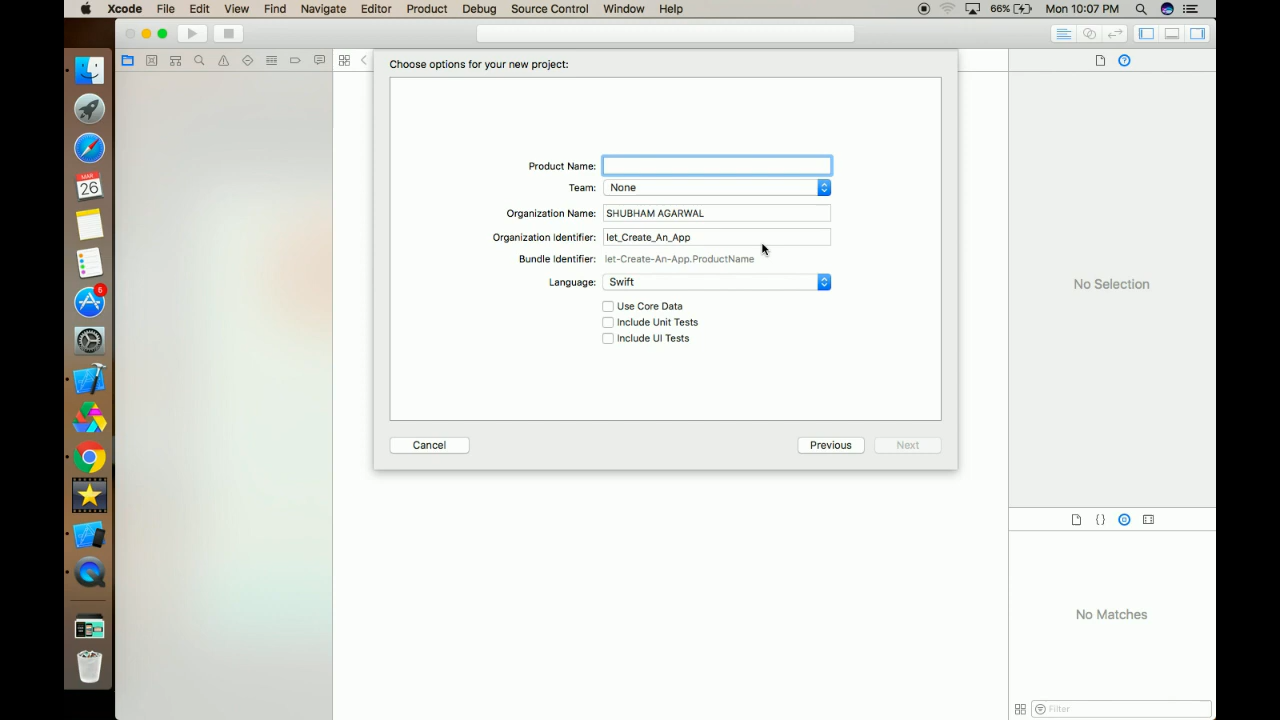 Xcode File Edit View Find Navigate Editor Product Debug Source Control Window Help 66% Mon 10:07 PM
Choose options for your new project:
Product Name:
Team: None
Organization Name: SHUBHAM AGARWAL
Organization Identifier: let_Create_An_App
Bundle Identifier: let-Create-An-App.ProductName
Language: Swift
Use Core Data
Include Unit Tests
Include UI Tests
Cancel Previous Next
No Selection
No Matches
Filter
MAR
26
6